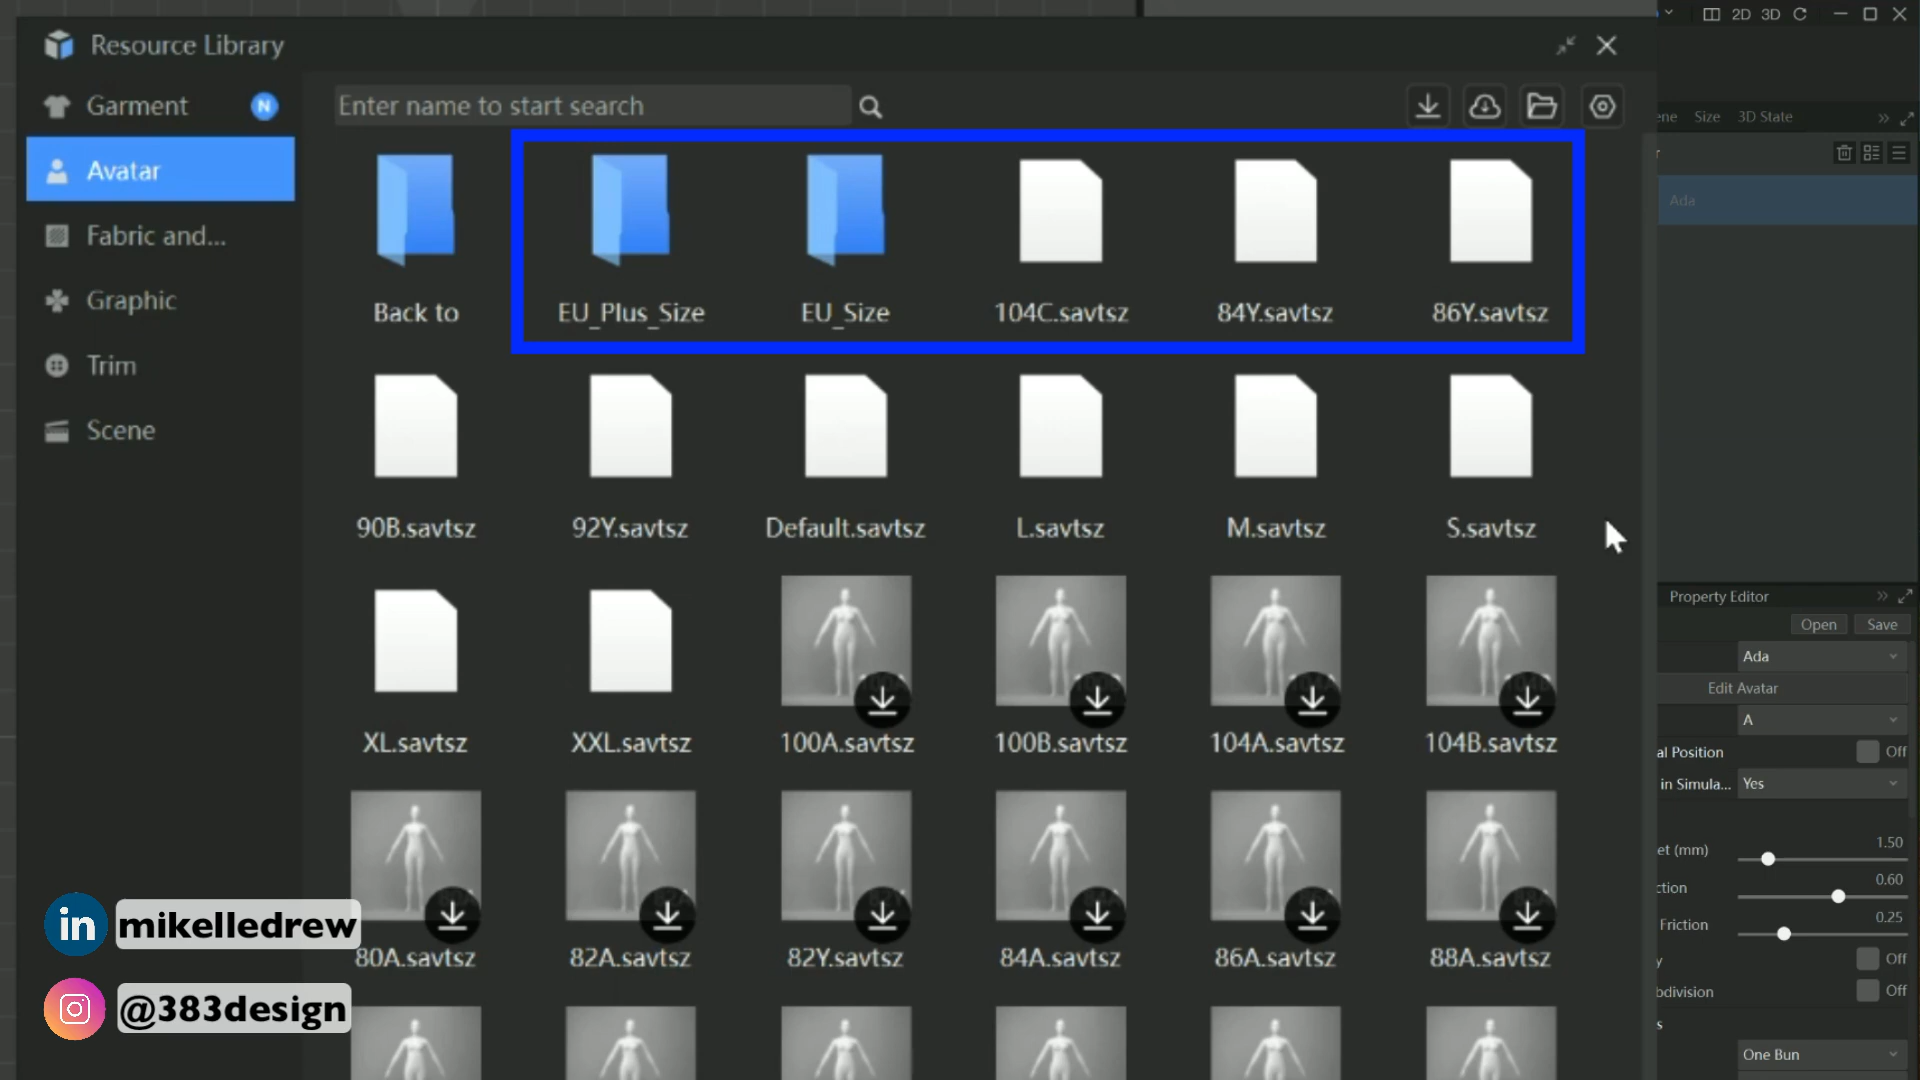 Resource Library
2D 3D
Garment N
Enter name to start search
Size 3D State
Avatar
Ada
Fabric and...
Graphic
Trim
Scene
Back to EU_Plus_Size EU_Size 104C.savtsz 84Y.savtsz 86Y.savtsz
90B.savtsz 92Y.savtsz Default.savtsz L.savtsz M.savtsz S.savtsz
XL.savtsz XXL.savtsz 100A.savtsz 100B.savtsz 104A.savtsz 104B.savtsz
80A.savtsz 82A.savtsz 82Y.savtsz 84A.savtsz 86A.savtsz 88A.savtsz
Property Editor
Open Save
Ada
Edit Avatar
A
al Position Off
in Simula... Yes
et (mm) 1.50
ction 0.60
Friction 0.25
y Off
bdivision Off
s
One Bun
in mikelledrew
@383design